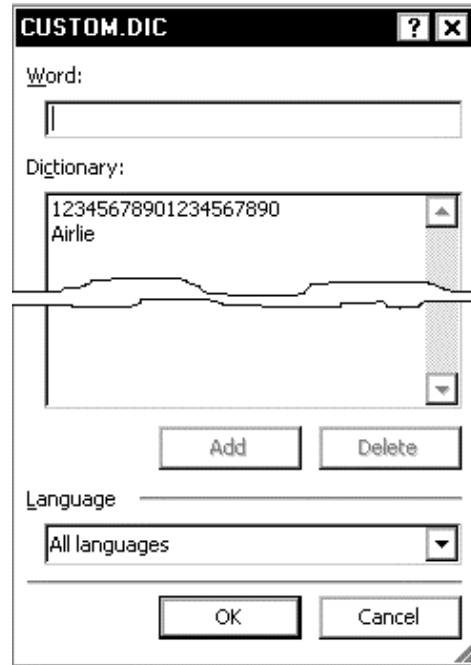 CUSTOM.DIC ? X
Word:
Dictionary:
12345678901234567890
Airlie
Add Delete
Language
All languages
OK Cancel